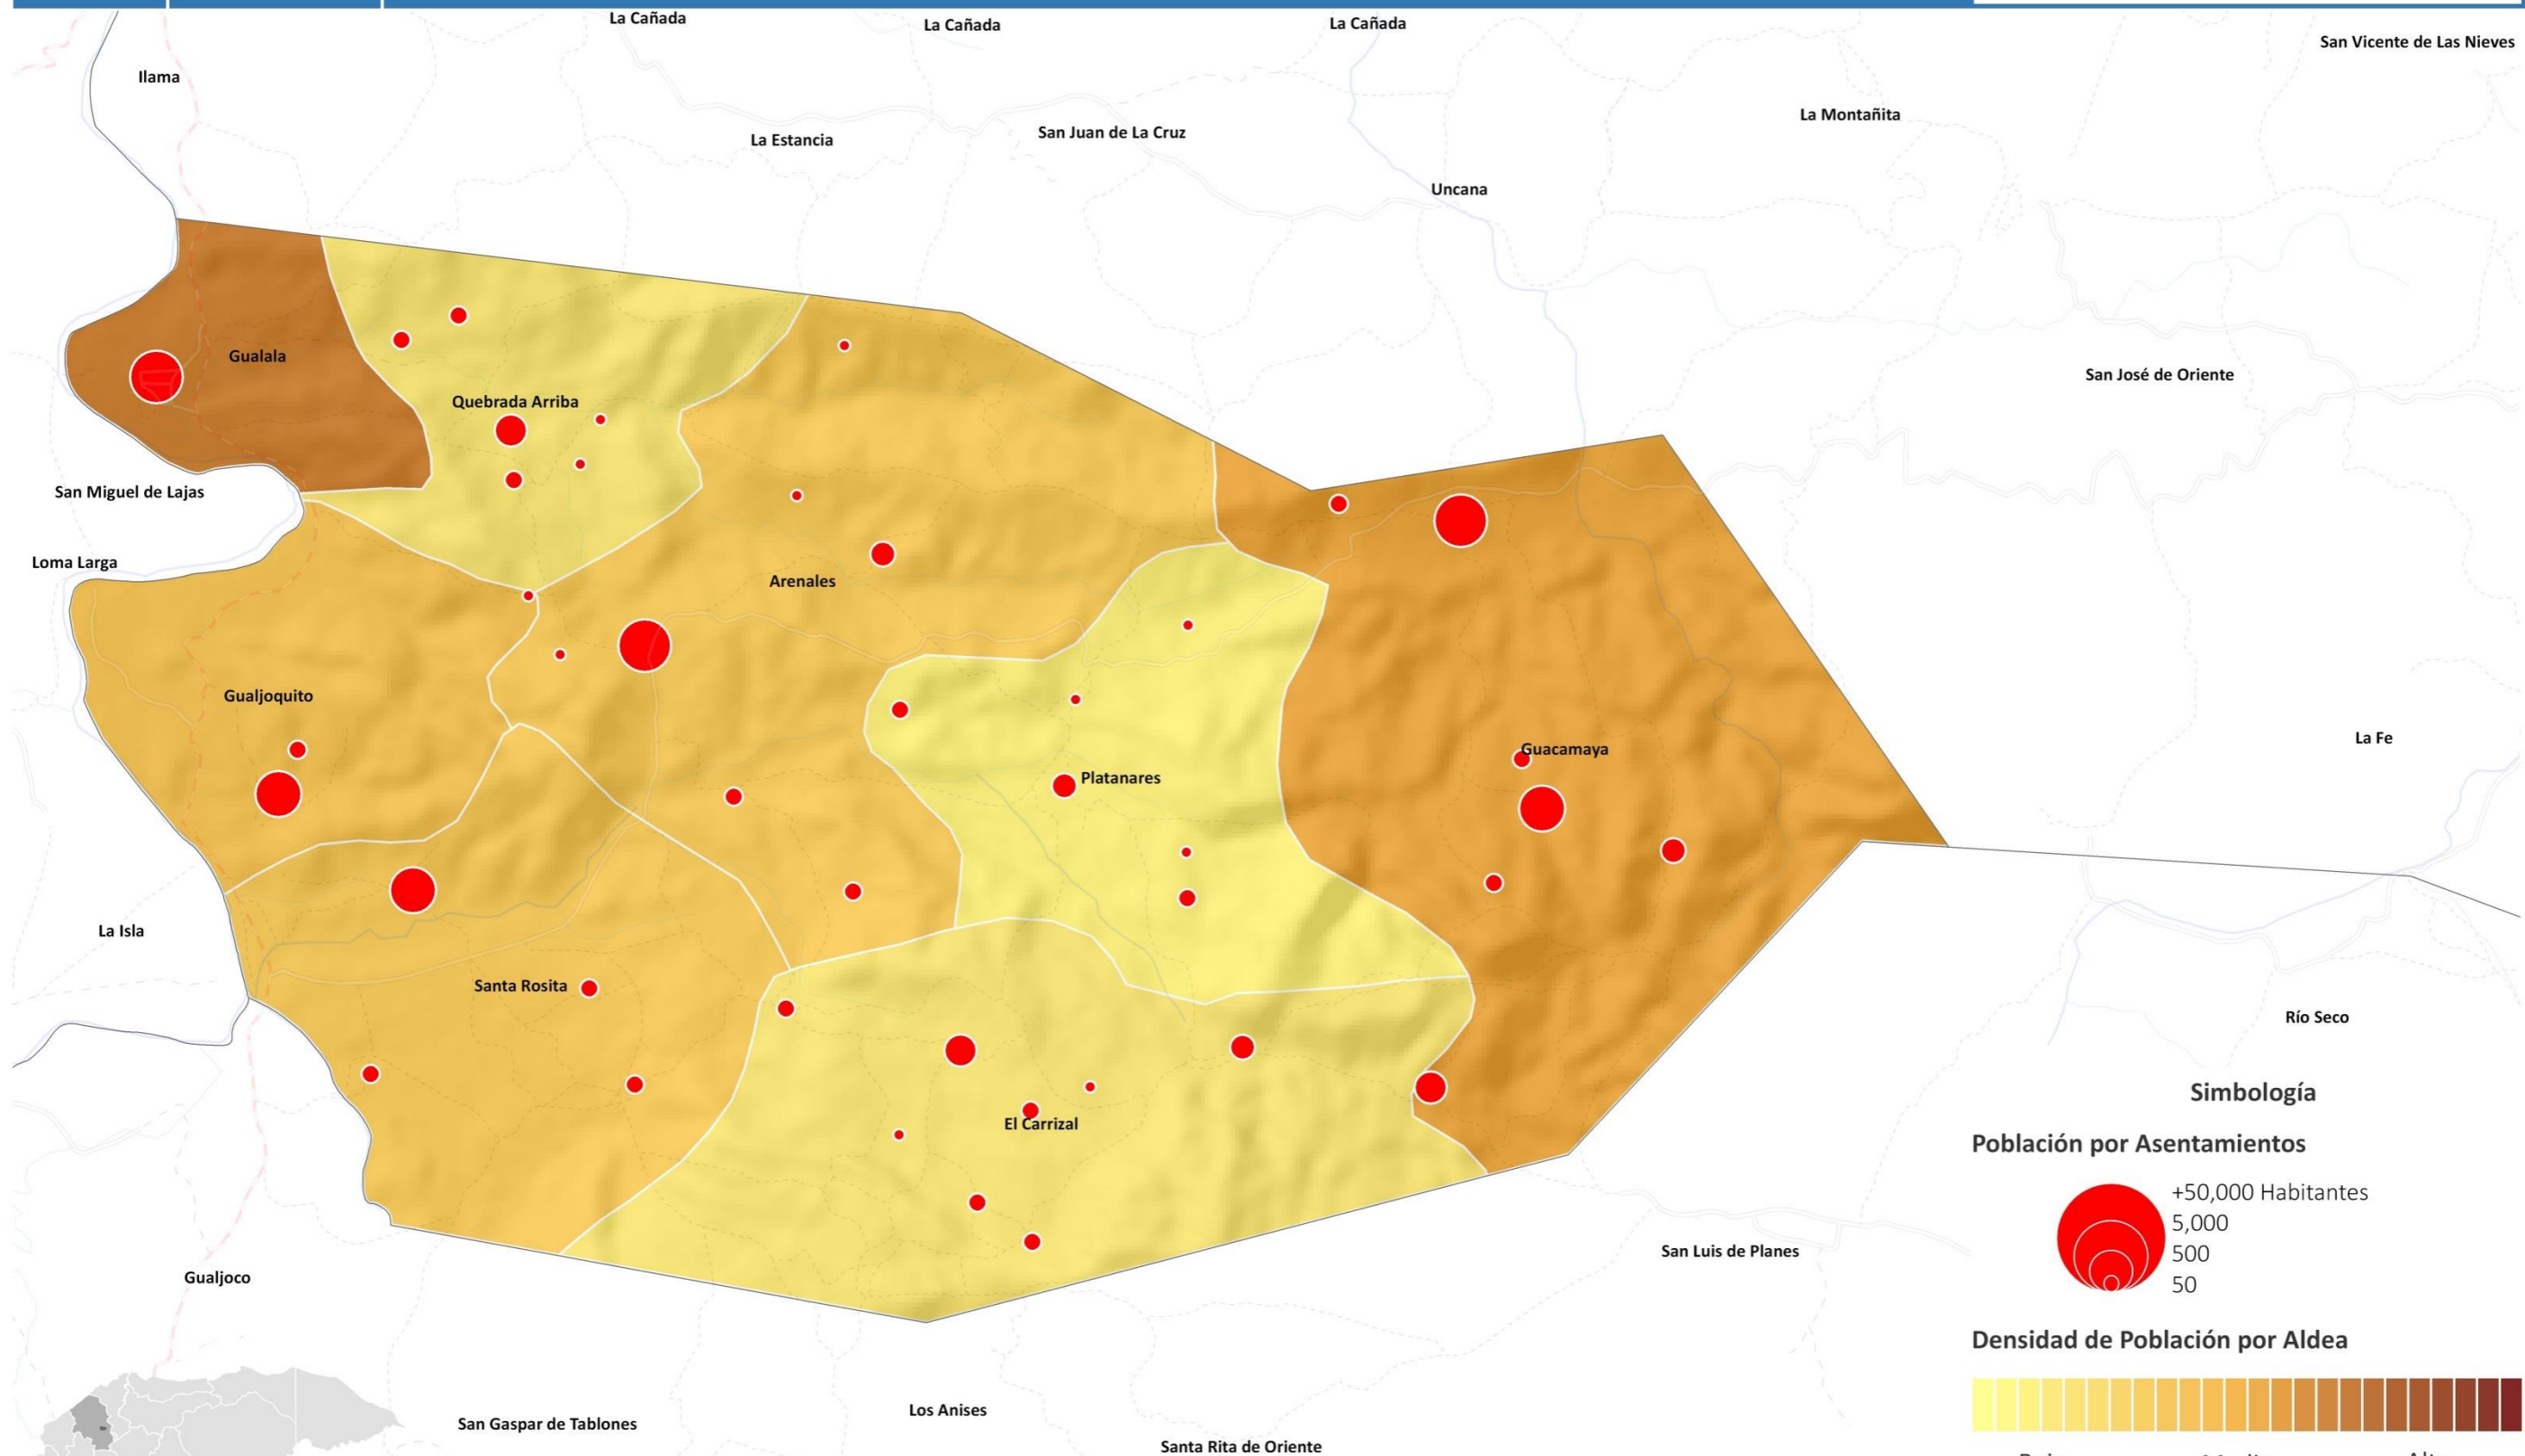 La Cañada
La Cañada
La Cañada
San Vicente de Las Nieves
Ilama
La Montañita
San Juan de La Cruz
La Estancia
Uncana
Gualala
San José de Oriente
Quebrada Arriba
San Miguel de Lajas
Loma Larga
Arenales
Gualjoquito
La Fe
Guacamaya
Platanares
La Isla
Santa Rosita
Río Seco
El Carrizal
San Luis de Planes
Gualjoco
Los Anises
San Gaspar de Tablones
Santa Rita de Oriente
Simbología
Población por Asentamientos
+50,000 Habitantes
5,000
500
50
Densidad de Población por Aldea